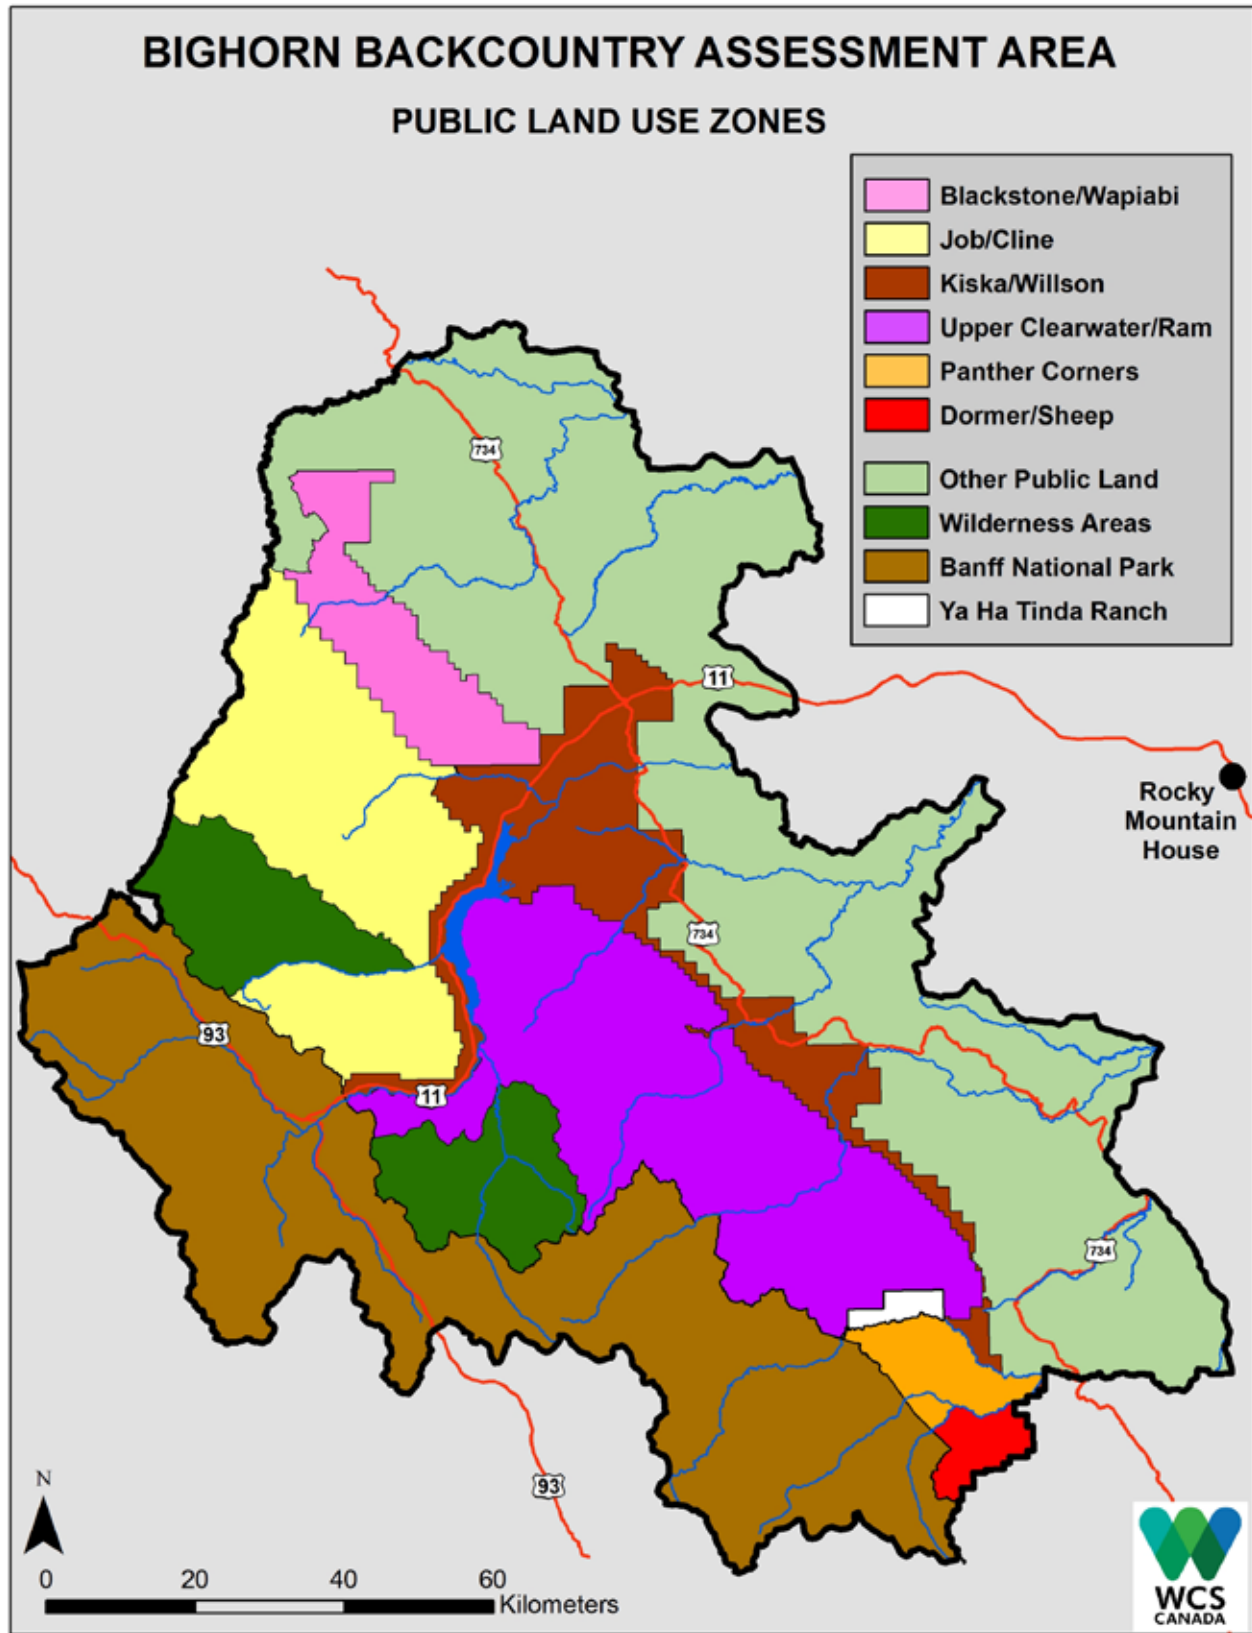 BIGHORN BACKCOUNTRY ASSESSMENT AREA
PUBLIC LAND USE ZONES
Blackstone/Wapiabi
Job/Cline
Kiska/Willson
Upper Clearwater/Ram
Panther Corners
Dormer/Sheep
Other Public Land
Wilderness Areas
Banff National Park
Ya Ha Tinda Ranch
734
11
Rocky
Mountain
House
734
93
11
734
93
N
0 20 40 60
Kilometers
WCS
CANADA